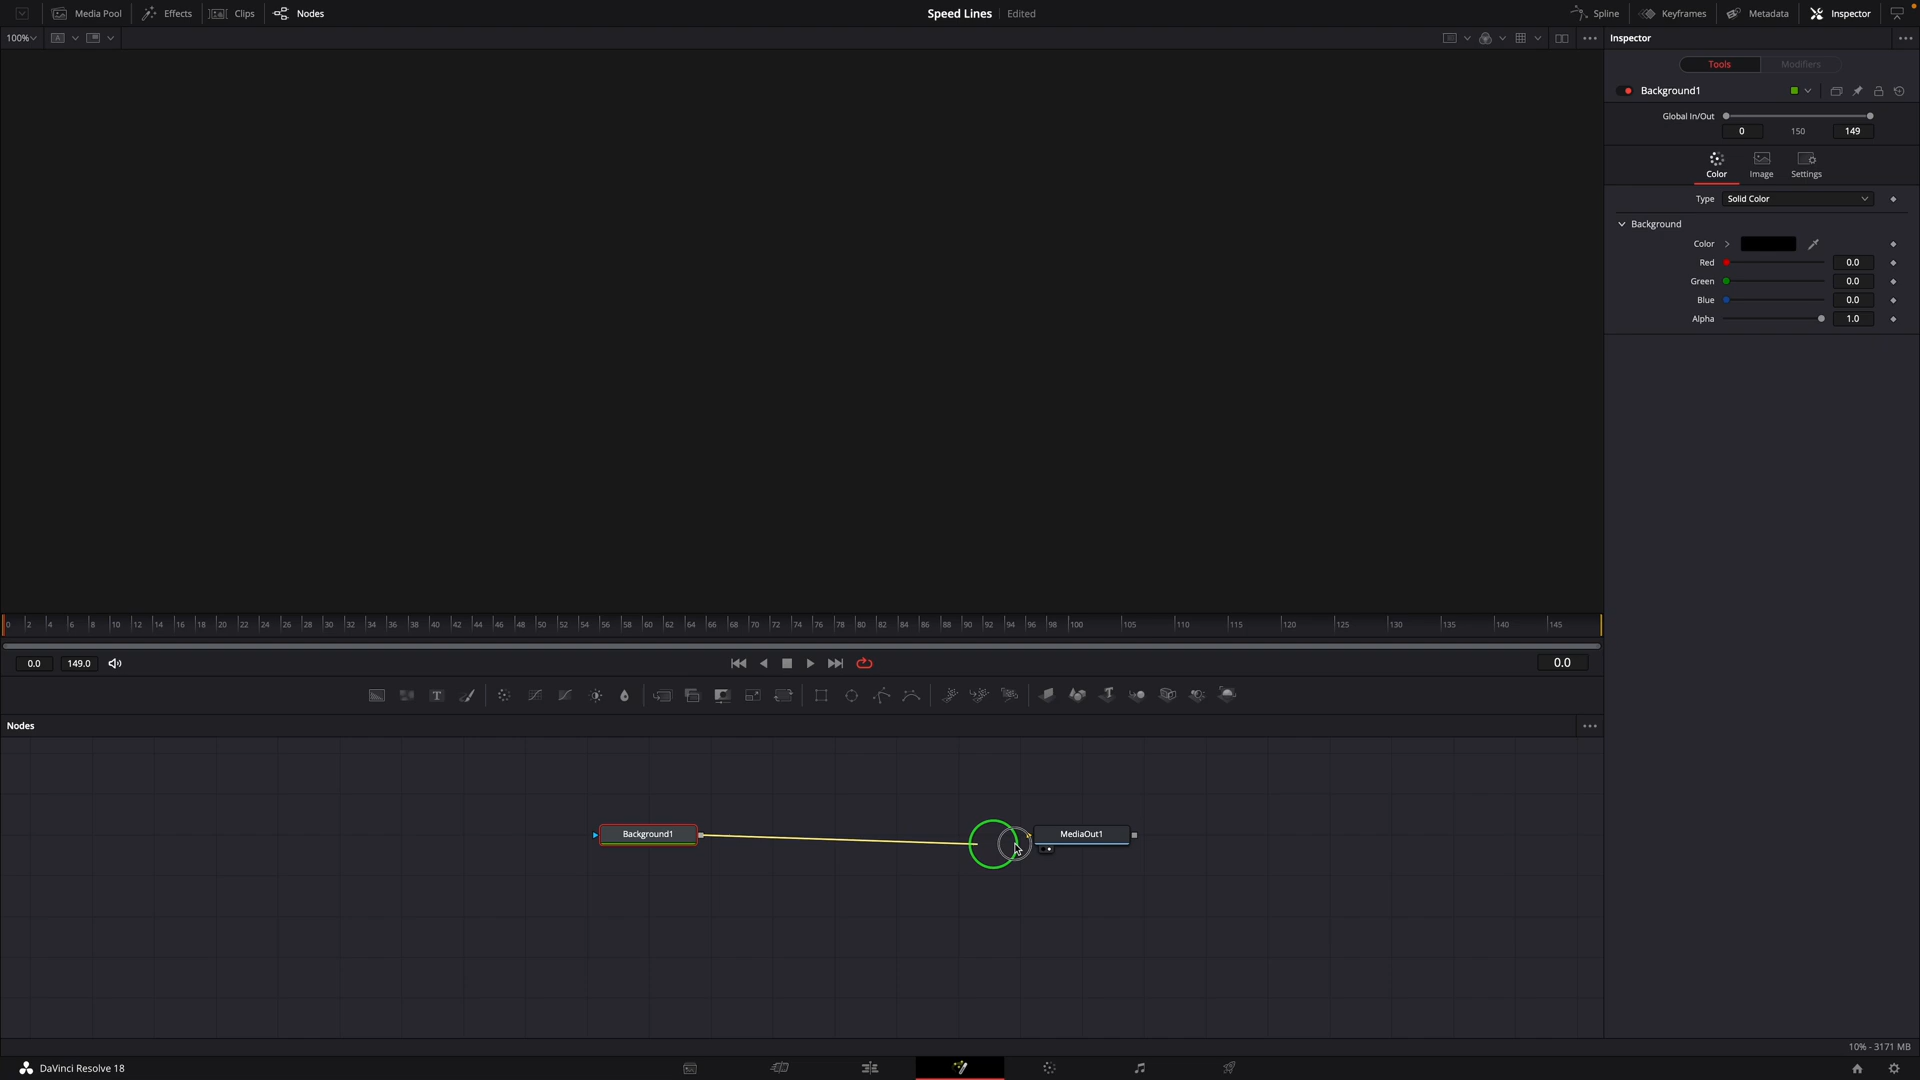 Media Pool Effects Clips Nodes Speed Lines Edited Spline Keyframes Metadata Inspector
100%
Inspector
Tools Modifiers
Background1
Global In/Out
0 150 149
Color Image Settings
Type Solid Color
Background
Color
Red 0.0
Green 0.0
Blue 0.0
Alpha 1.0
0 2 4 6 8 10 12 14 16 18 20 22 24 26 28 30 32 34 36 38 40 42 44 46 48 50 52 54 56 58 60 62 64 66 68 70 72 74 76 78 80 82 84 86 88 90 92 94 96 98 100 105 110 115 120 125 130 135 140 145
0.0 149.0 0.0
Nodes
Background1 MediaOut1
10% - 3171 MB
DaVinci Resolve 18